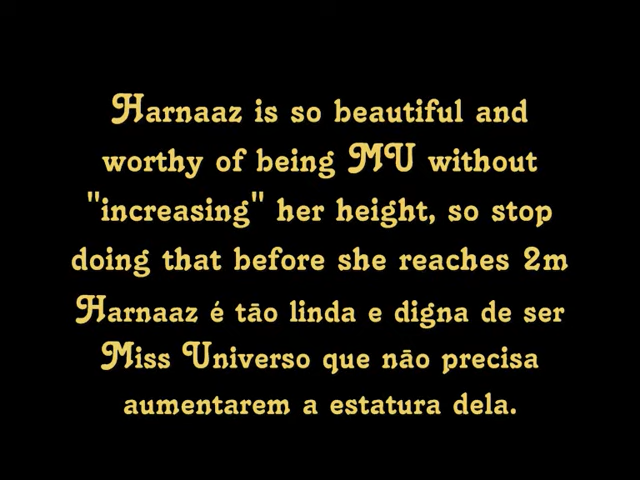 Harnaaz is so beautiful and
worthy of being MU without
"increasing" her height, so stop
doing that before she reaches 2m
Harnaaz é tão linda e digna de ser
Miss Universo que não precisa
aumentarem a estatura dela.